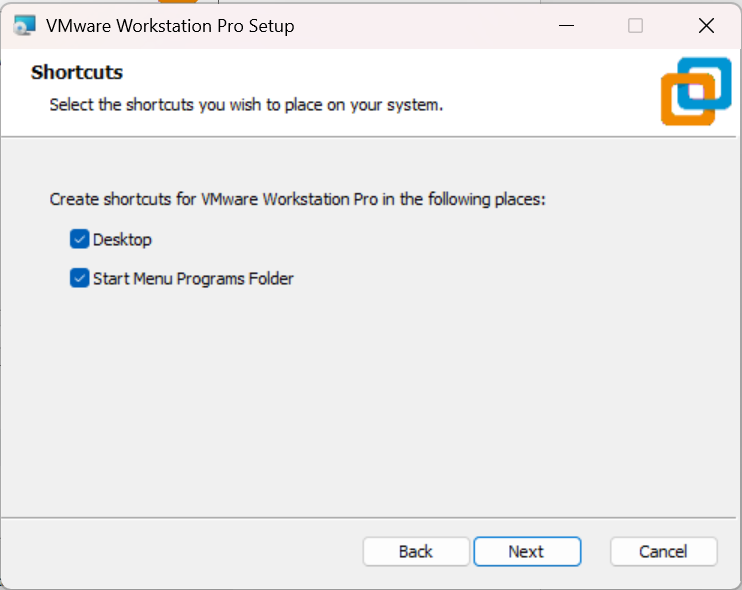 VMware Workstation Pro Setup
Shortcuts
Select the shortcuts you wish to place on your system.
Create shortcuts for VMware Workstation Pro in the following places:
Desktop
Start Menu Programs Folder
Back Next Cancel